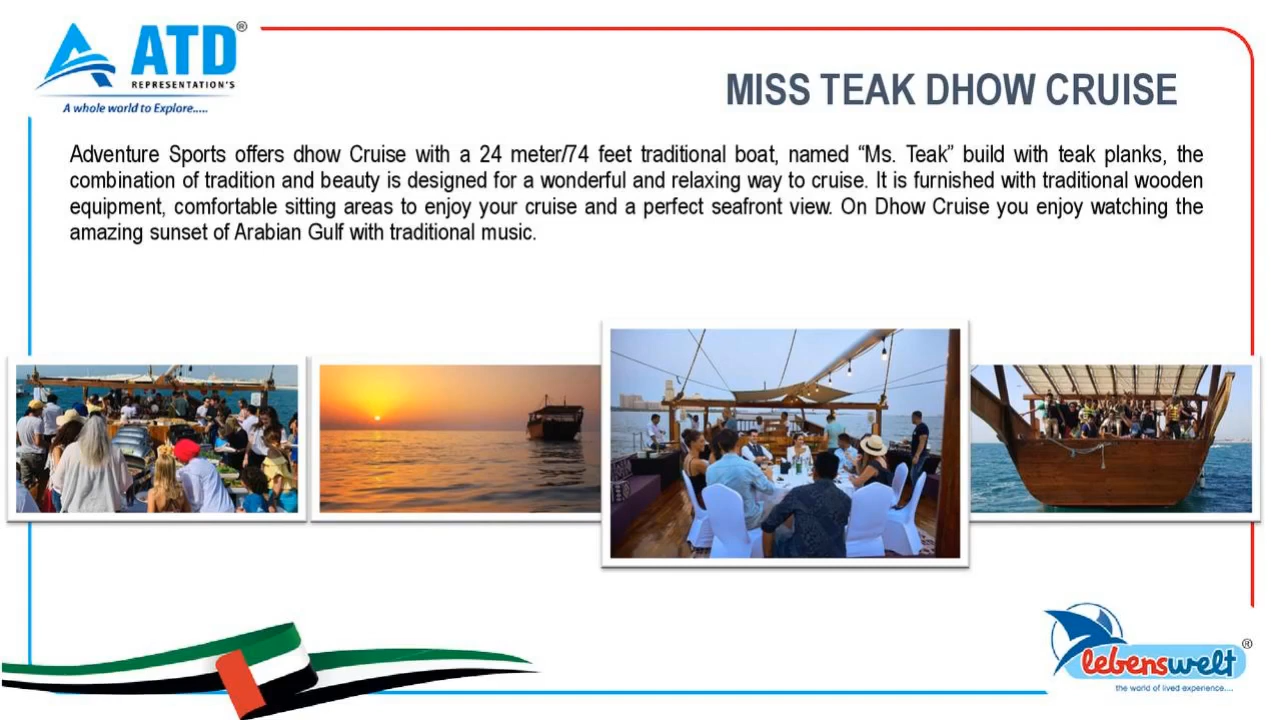 ATD®
REPRESENTATION'S
A whole world to Explore.....
MISS TEAK DHOW CRUISE
Adventure Sports offers dhow Cruise with a 24 meter/74 feet traditional boat, named “Ms. Teak” build with teak planks, the
combination of tradition and beauty is designed for a wonderful and relaxing way to cruise. It is furnished with traditional wooden
equipment, comfortable sitting areas to enjoy your cruise and a perfect seafront view. On Dhow Cruise you enjoy watching the
amazing sunset of Arabian Gulf with traditional music.
lebenswelt®
the world of lived experience....